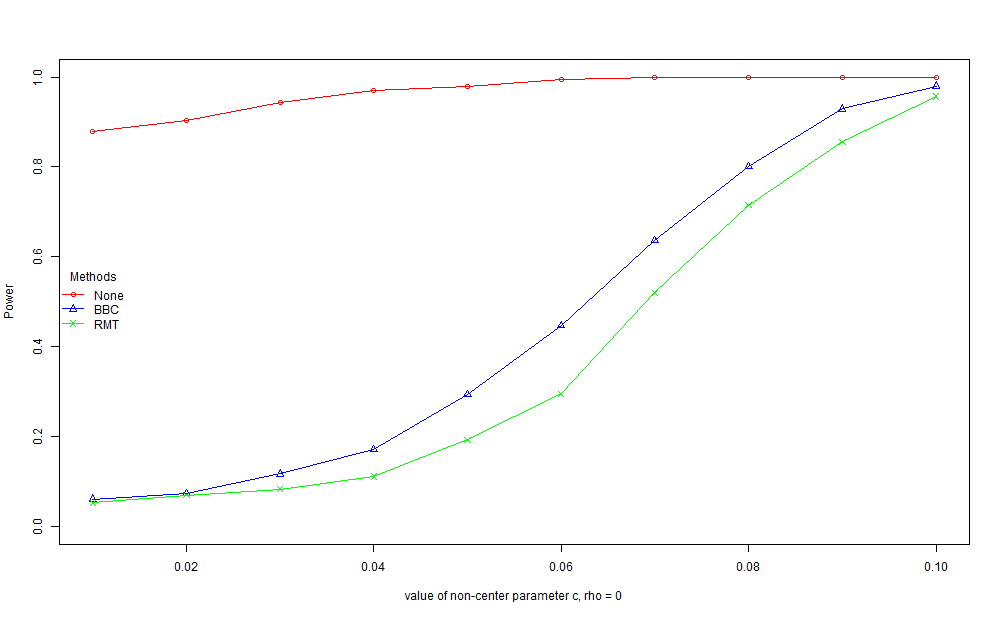 1.0
0.8
0.6
0.4
0.2
0.0
Power
Methods
None
BBC
RMT
0.02 0.04 0.06 0.08 0.10
value of non-center parameter c, rho = 0